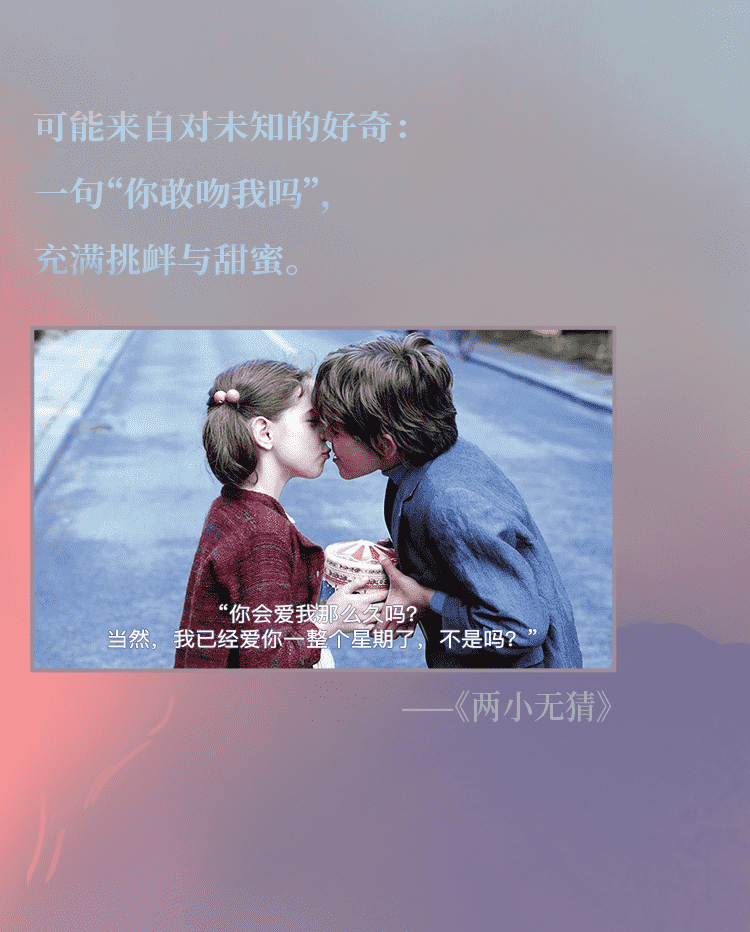 可能来自对未知的好奇：
一句“你敢吻我吗”，
充满挑衅与甜蜜。
“你会爱我那么久吗？
当然，我已经爱你一整个星期了，不是吗？”
——《两小无猜》